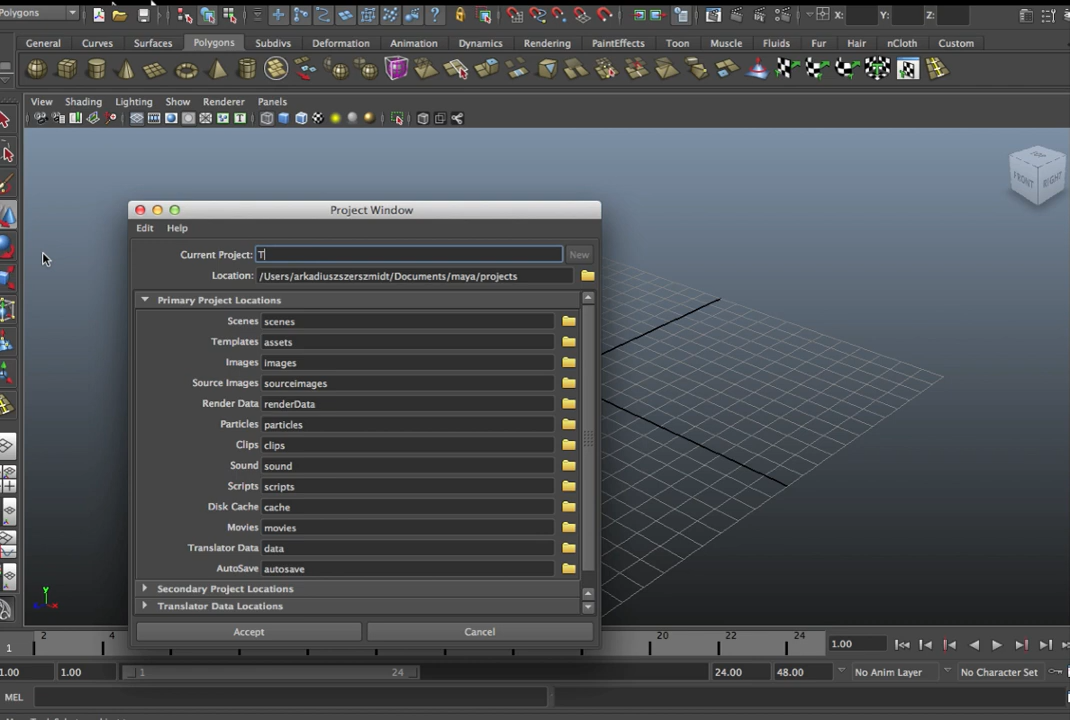 Polygons X: Y: Z:
General Curves Surfaces Polygons Subdivs Deformation Animation Dynamics Rendering PaintEffects Toon Muscle Fluids Fur Hair nCloth Custom
View Shading Lighting Show Renderer Panels
TOP
FRONT RIGHT
Project Window
Edit Help
Current Project: T New
Location: /Users/arkadiuszszerszmidt/Documents/maya/projects
Primary Project Locations
Scenes scenes
Templates assets
Images images
Source Images sourceimages
Render Data renderData
Particles particles
Clips clips
Sound sound
Scripts scripts
Disk Cache cache
Movies movies
Translator Data data
AutoSave autosave
Secondary Project Locations
Translator Data Locations
Accept Cancel
y
z x
1 2 4 20 22 24 1.00
1.00 1.00 1 24 24.00 48.00 No Anim Layer No Character Set
MEL